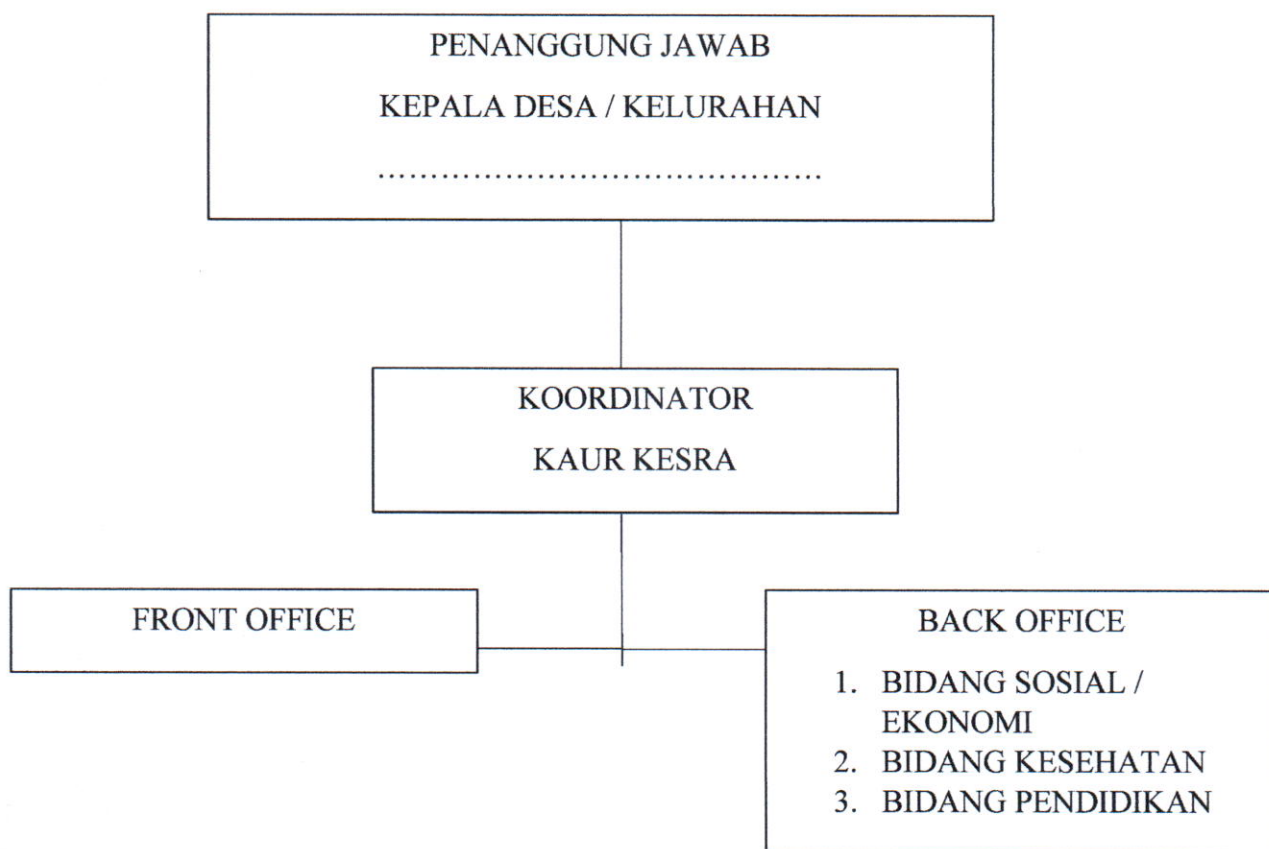 PENANGGUNG JAWAB
KEPALA DESA / KELURAHAN
..........................................
KOORDINATOR
KAUR KESRA
FRONT OFFICE
BACK OFFICE
1. BIDANG SOSIAL /
EKONOMI
2. BIDANG KESEHATAN
3. BIDANG PENDIDIKAN